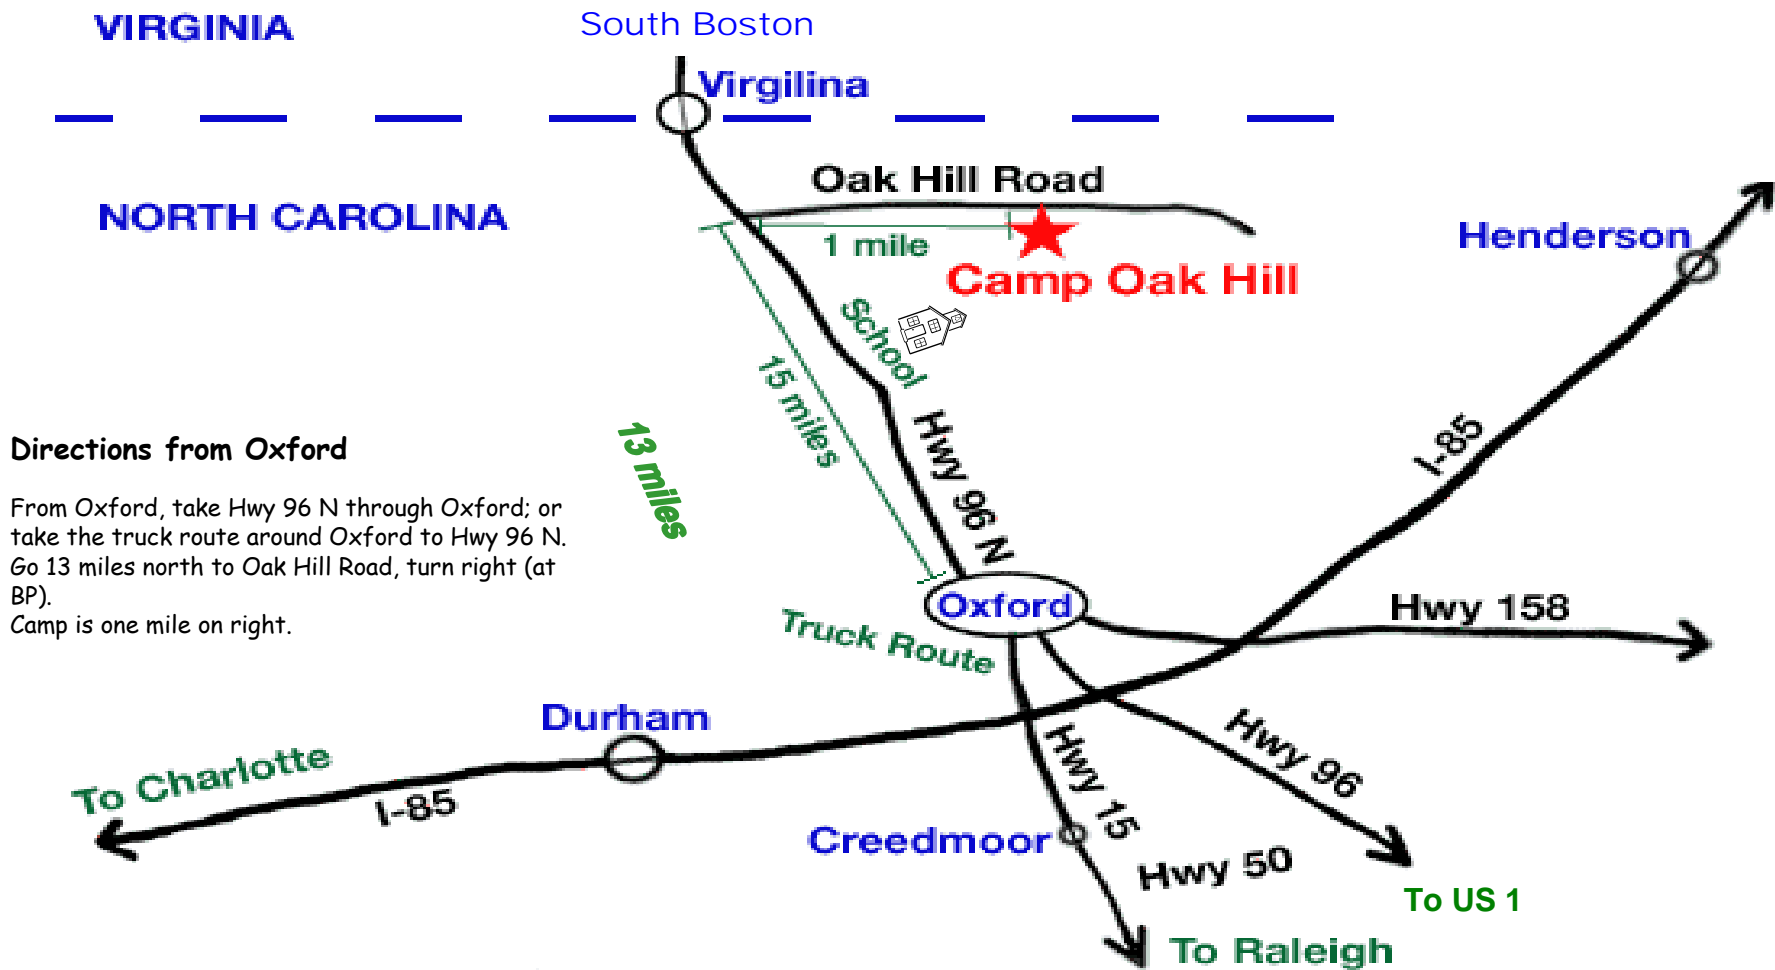 VIRGINIA
South Boston
Virgilina
Oak Hill Road
NORTH CAROLINA
1 mile
Henderson
Camp Oak Hill
School
15 miles
13 miles
Hwy 96 N
I-85
Directions from Oxford
From Oxford, take Hwy 96 N through Oxford; or
take the truck route around Oxford to Hwy 96 N.
Go 13 miles north to Oak Hill Road, turn right (at
BP).
Camp is one mile on right.
Oxford
Hwy 158
Truck Route
Durham
To Charlotte
I-85
Hwy 15
Hwy 96
Creedmoor
Hwy 50
To US 1
To Raleigh